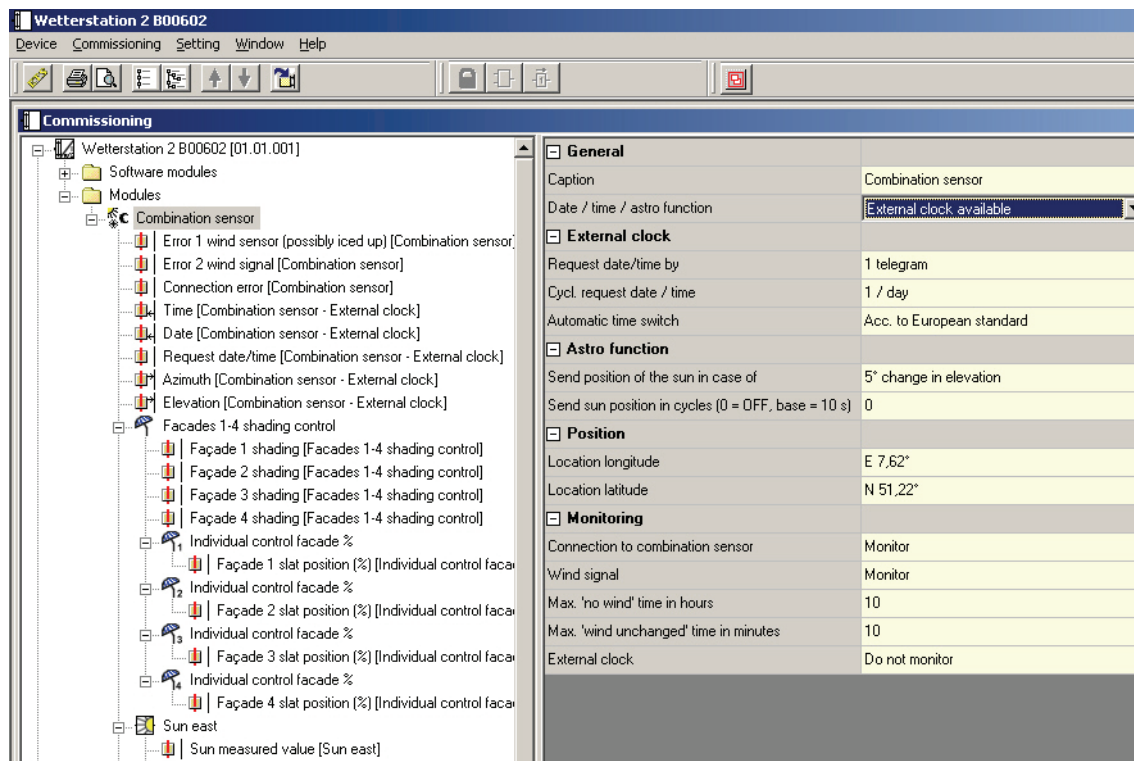 Wetterstation 2 B00602
Device Commissioning Setting Window Help
Commissioning
Wetterstation 2 B00602 [01.01.001]
Software modules
Modules
C Combination sensor
Error 1 wind sensor (possibly iced up) [Combination sensor]
Error 2 wind signal [Combination sensor]
Connection error [Combination sensor]
Time [Combination sensor - External clock]
Date [Combination sensor - External clock]
Request date/time [Combination sensor - External clock]
Azimuth [Combination sensor - External clock]
Elevation [Combination sensor - External clock]
Facades 1-4 shading control
Façade 1 shading [Facades 1-4 shading control]
Façade 2 shading [Facades 1-4 shading control]
Façade 3 shading [Facades 1-4 shading control]
Façade 4 shading [Facades 1-4 shading control]
1 Individual control facade %
Façade 1 slat position (%) [Individual control faca
2 Individual control facade %
Façade 2 slat position (%) [Individual control faca
3 Individual control facade %
Façade 3 slat position (%) [Individual control faca
4 Individual control facade %
Façade 4 slat position (%) [Individual control faca
Sun east
Sun measured value [Sun east]
General
Caption Combination sensor
Date / time / astro function External clock available
External clock
Request date/time by 1 telegram
Cycl. request date / time 1 / day
Automatic time switch Acc. to European standard
Astro function
Send position of the sun in case of 5° change in elevation
Send sun position in cycles (0 = OFF, base = 10 s) 0
Position
Location longitude E 7,62°
Location latitude N 51,22°
Monitoring
Connection to combination sensor Monitor
Wind signal Monitor
Max. 'no wind' time in hours 10
Max. 'wind unchanged' time in minutes 10
External clock Do not monitor